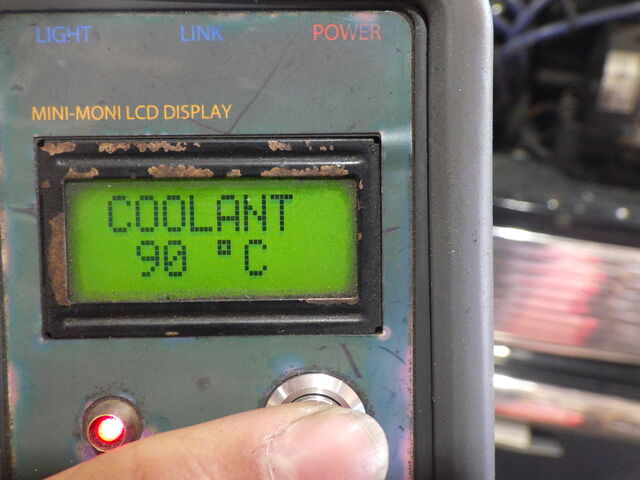 LIGHT LINK POWER
MINI-MONI LCD DISPLAY
COOLANT
90 °C